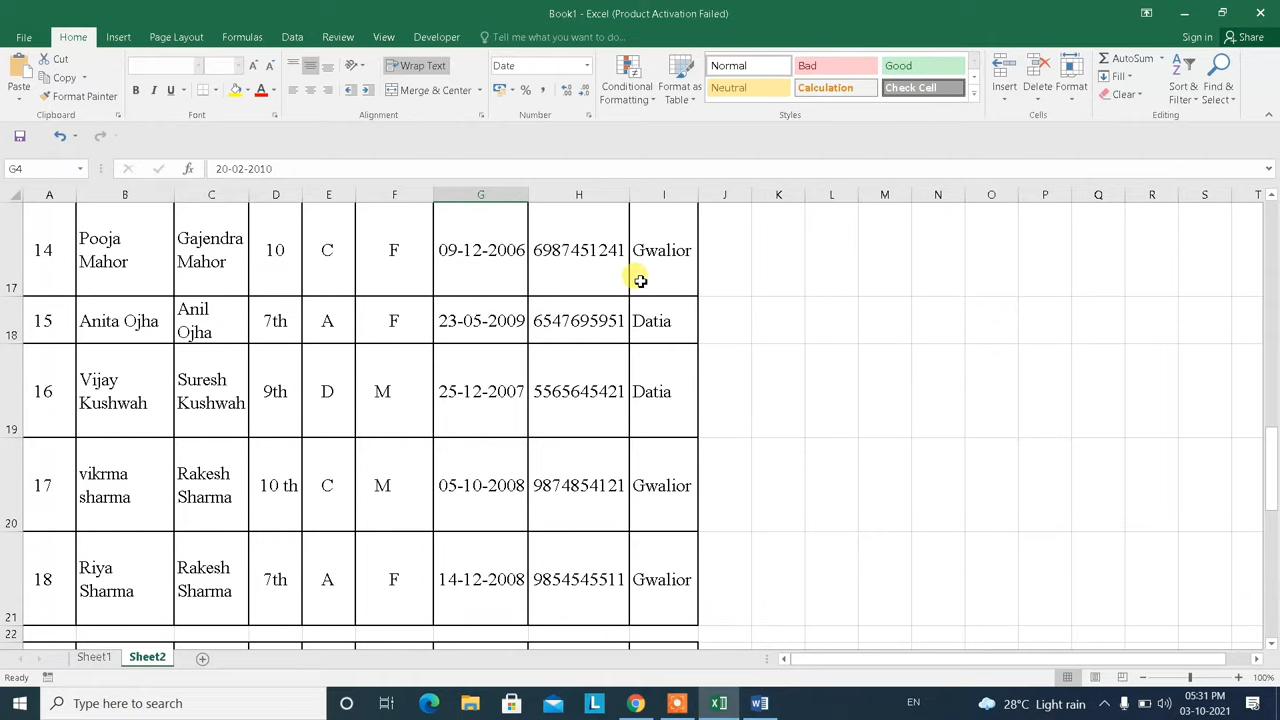 Book1 - Excel (Product Activation Failed)
File Home Insert Page Layout Formulas Data Review View Developer Tell me what you want to do... Sign in Share
Cut
Copy
Format Painter
Paste
Clipboard
B I U
Font
Wrap Text
Merge & Center
Alignment
Date
%
Number
Conditional Formatting
Format as Table
Normal Bad Good
Neutral Calculation Check Cell
Styles
Insert Delete Format
Cells
AutoSum
Fill
Clear
Sort & Filter
Find & Select
Editing
G4 fx 20-02-2010
A B C D E F G H I J K L M N O P Q R S T
17 14 Pooja Mahor Gajendra Mahor 10 C F 09-12-2006 6987451241 Gwalior
18 15 Anita Ojha Anil Ojha 7th A F 23-05-2009 6547695951 Datia
19 16 Vijay Kushwah Suresh Kushwah 9th D M 25-12-2007 5565645421 Datia
20 17 vikrma sharma Rakesh Sharma 10 th C M 05-10-2008 9874854121 Gwalior
21 18 Riya Sharma Rakesh Sharma 7th A F 14-12-2008 9854545511 Gwalior
22
Sheet1 Sheet2
Ready 100%
Type here to search 28°C Light rain EN 05:31 PM
03-10-2021